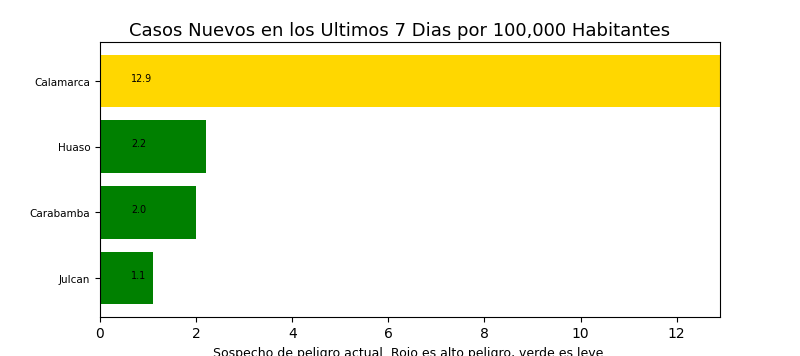 Casos Nuevos en los Ultimos 7 Dias por 100,000 Habitantes
Calamarca 12.9
Huaso 2.2
Carabamba 2.0
Julcan 1.1
0 2 4 6 8 10 12
Sospecho de peligro actual. Rojo es alto peligro, verde es leve